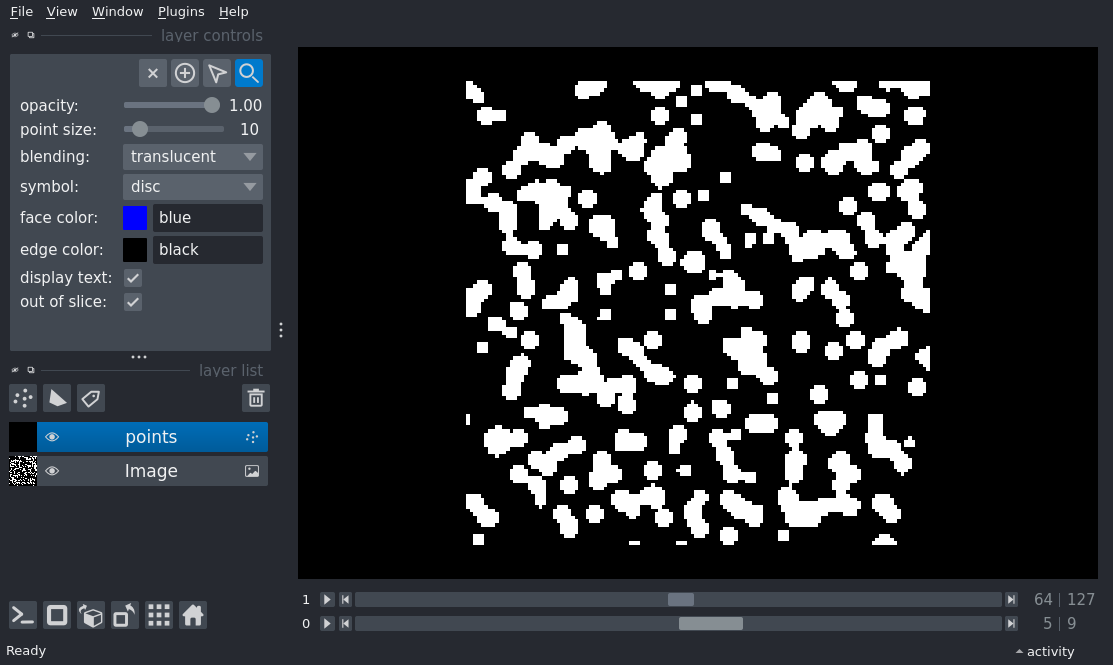 File View Window Plugins Help
layer controls
opacity: 1.00
point size: 10
blending: translucent
symbol: disc
face color: blue
edge color: black
display text:
out of slice:
layer list
points
Image
1 64 | 127
0 5 | 9
Ready activity